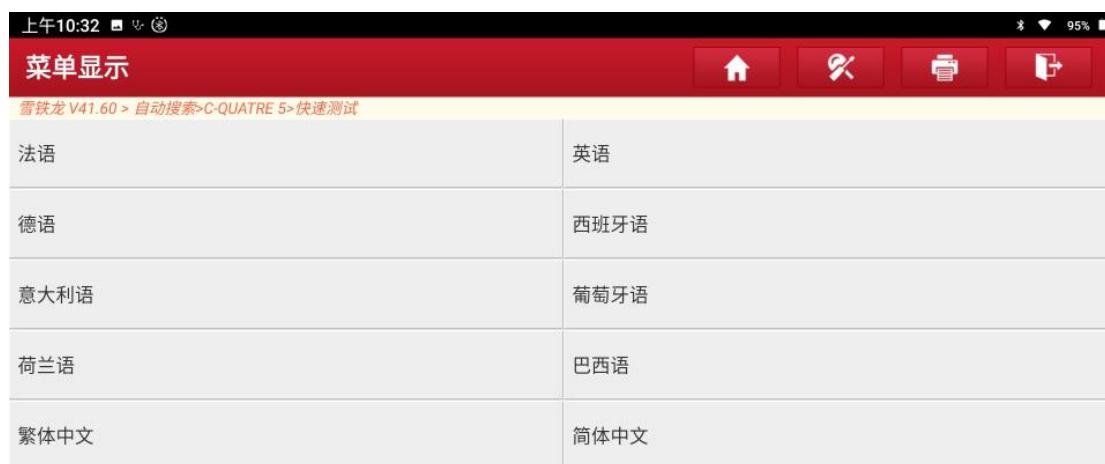 上午10:32 95%
菜单显示
雪铁龙 V41.60 > 自动搜索>C-QUATRE 5>快速测试
法语 英语
德语 西班牙语
意大利语 葡萄牙语
荷兰语 巴西语
繁体中文 简体中文